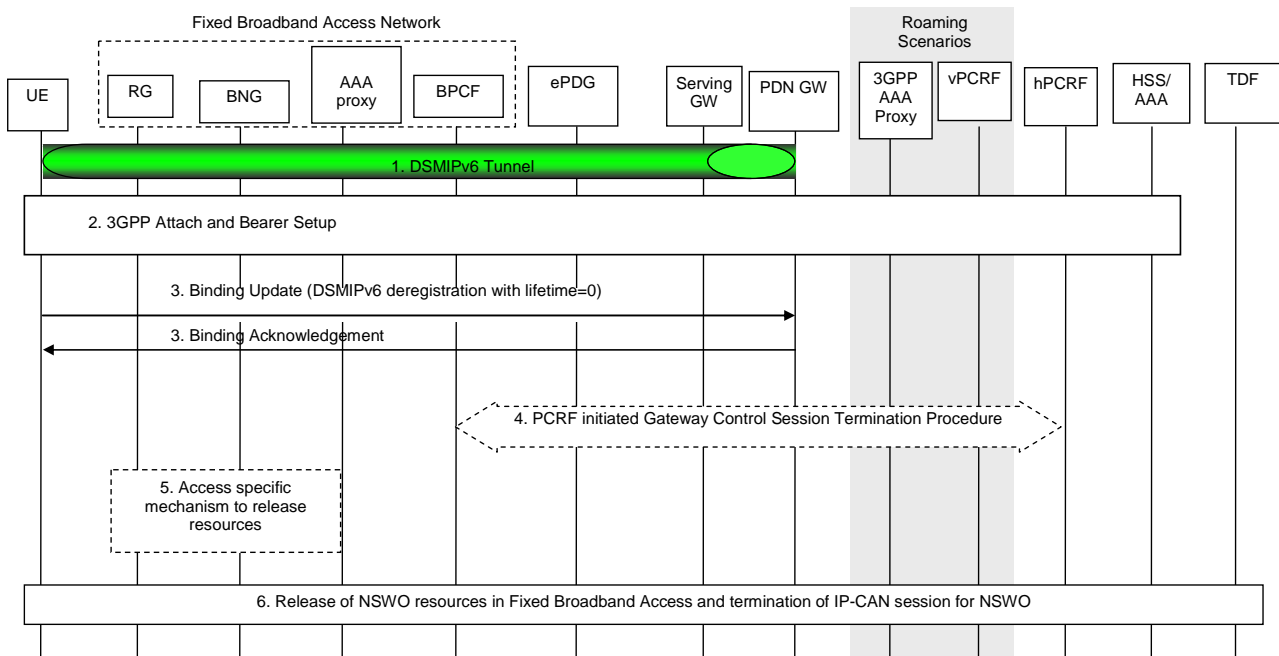 Fixed Broadband Access Network
Roaming
Scenarios
UE
RG
BNG
AAA
proxy
BPCF
ePDG
Serving
GW
PDN GW
3GPP
AAA
Proxy
vPCRF
hPCRF
HSS/
AAA
TDF
1. DSMIPv6 Tunnel
2. 3GPP Attach and Bearer Setup
3. Binding Update (DSMIPv6 deregistration with lifetime=0)
3. Binding Acknowledgement
4. PCRF initiated Gateway Control Session Termination Procedure
5. Access specific
mechanism to release
resources
6. Release of NSWO resources in Fixed Broadband Access and termination of IP-CAN session for NSWO